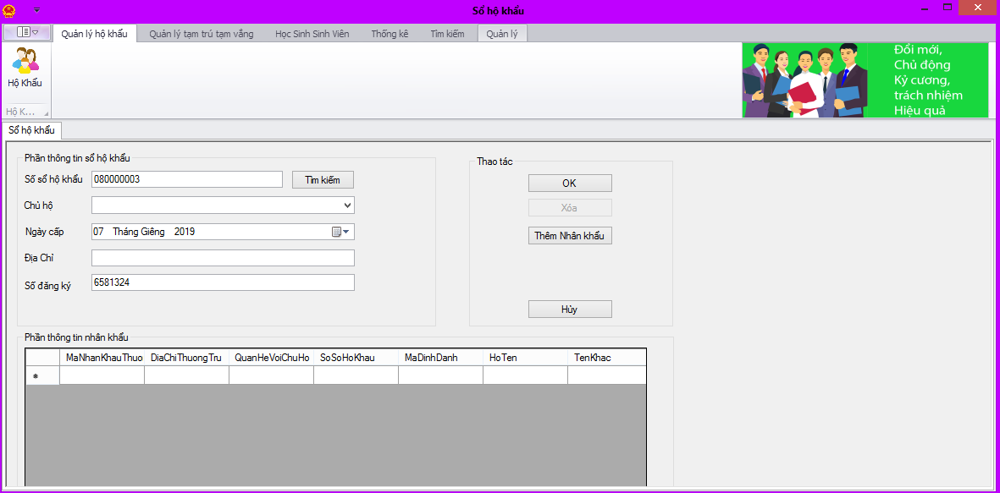 Sổ hộ khẩu
Quản lý hộ khẩu Quản lý tạm trú tạm vắng Học Sinh Sinh Viên Thống kê Tìm kiếm Quản lý
Hộ Khẩu
Hộ K...
Đổi mới,
Chủ động
Kỷ cương,
trách nhiệm
Hiệu quả
Sổ hộ khẩu
Phần thông tin sổ hộ khẩu
Số sổ hộ khẩu 080000003 Tìm kiếm
Chủ hộ
Ngày cấp 07 Tháng Giêng 2019
Địa Chỉ
Số đăng ký 6581324
Thao tác
OK
Xóa
Thêm Nhân khẩu
Hủy
Phần thông tin nhân khẩu
MaNhanKhauThuo DiaChiThuongTru QuanHeVoiChuHo SoSoHoKhau MaDinhDanh HoTen TenKhac